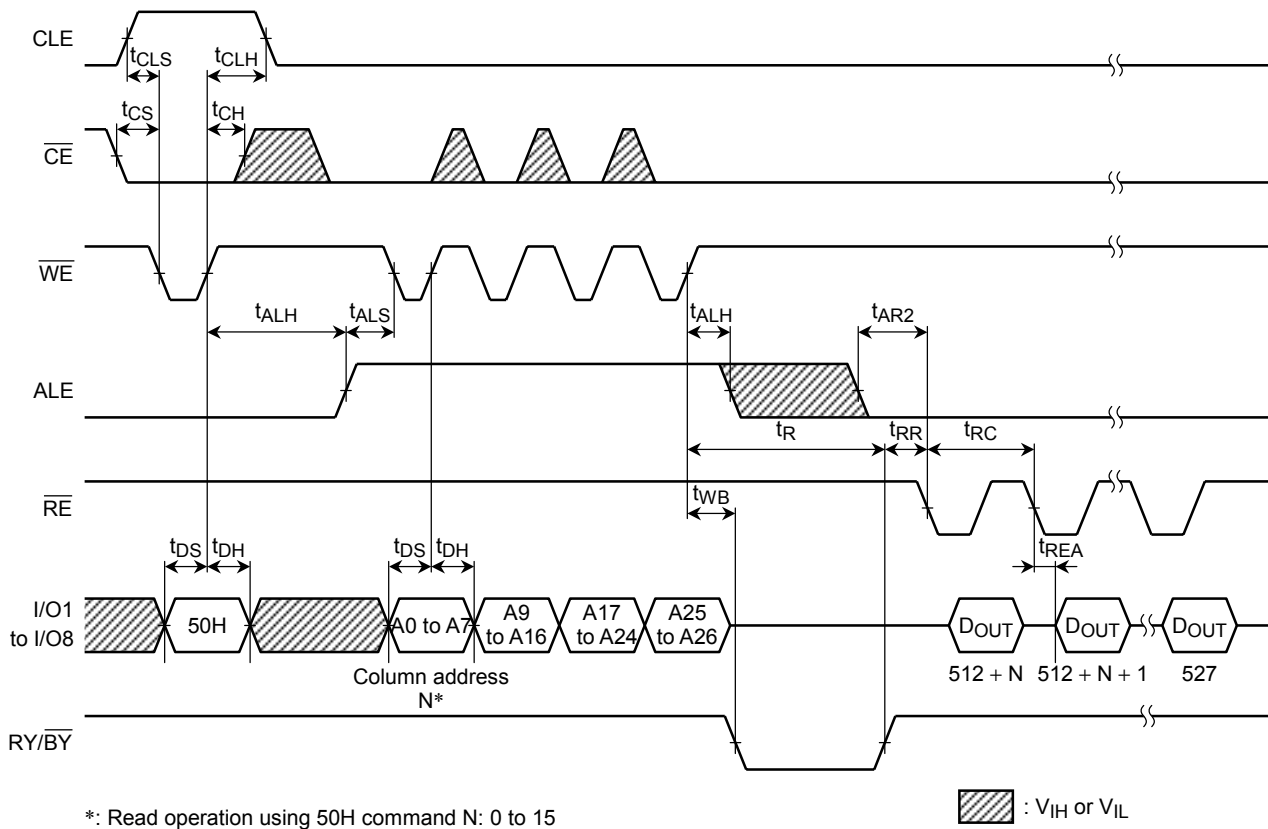 CLE
tCLS
tCLH
tCS
tCH
CE
WE
tALH
tALS
tALH
tAR2
ALE
tR
tRR
tRC
RE
tWB
tDS
tDH
tDS
tDH
tREA
I/O1
to I/O8
50H
A0 to A7
A9
to A16
A17
to A24
A25
to A26
DOUT
DOUT
DOUT
Column address
N*
512 + N
512 + N + 1
527
RY/BY
*: Read operation using 50H command N: 0 to 15
: VIH or VIL